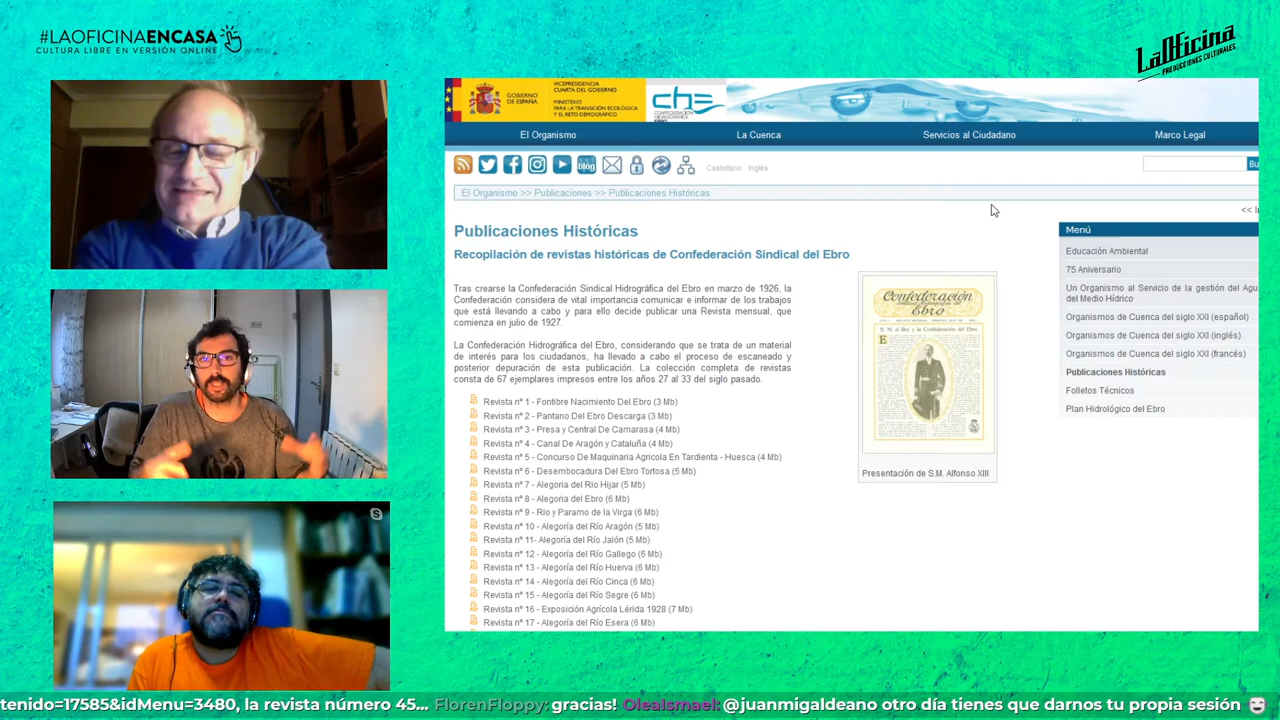 #LAOFICINAENCASA
CULTURA LIBRE EN VERSIÓN ONLINE
LaOficina
PRODUCCIONES CULTURALES
GOBIERNO
DE ESPAÑA
VICEPRESIDENCIA
CUARTA DEL GOBIERNO
MINISTERIO
PARA LA TRANSICIÓN ECOLÓGICA
Y EL RETO DEMOGRÁFICO
che
CONFEDERACIÓN
HIDROGRÁFICA
El Organismo
La Cuenca
Servicios al Ciudadano
Marco Legal
blog
Castellano Inglés
Bu
El Organismo >> Publicaciones >> Publicaciones Históricas
<< In
Publicaciones Históricas
Recopilación de revistas históricas de Confederación Sindical del Ebro
Tras crearse la Confederación Sindical Hidrográfica del Ebro en marzo de 1926, la
Confederación considera de vital importancia comunicar e informar de los trabajos
que está llevando a cabo y para ello decide publicar una Revista mensual, que
comienza en julio de 1927.
La Confederación Hidrográfica del Ebro, considerando que se trata de un material
de interés para los ciudadanos, ha llevado a cabo el proceso de escaneado y
posterior depuración de esta publicación. La colección completa de revistas
consta de 67 ejemplares impresos entre los años 27 al 33 del siglo pasado.
Revista nº 1 - Fontibre Nacimiento Del Ebro (3 Mb)
Revista nº 2 - Pantano Del Ebro Descarga (3 Mb)
Revista nº 3 - Presa y Central De Camarasa (4 Mb)
Revista nº 4 - Canal De Aragón y Cataluña (4 Mb)
Revista nº 5 - Concurso De Maquinaria Agricola En Tardienta - Huesca (4 Mb)
Revista nº 6 - Desembocadura Del Ebro Tortosa (5 Mb)
Revista nº 7 - Alegoria del Rio Hijar (5 Mb)
Revista nº 8 - Alegoria del Ebro (6 Mb)
Revista nº 9 - Rio y Paramo de la Virga (6 Mb)
Revista nº 10 - Alegoría del Río Aragón (5 Mb)
Revista nº 11- Alegoría del Río Jalón (5 Mb)
Revista nº 12 - Alegoría del Río Gallego (6 Mb)
Revista nº 13 - Alegoría del Río Huerva (6 Mb)
Revista nº 14 - Alegoría del Río Cinca (6 Mb)
Revista nº 15 - Alegoría del Río Segre (6 Mb)
Revista nº 16 - Exposición Agrícola Lérida 1928 (7 Mb)
Revista nº 17 - Alegoría del Río Esera (6 Mb)
Confederación
Ebro
S. M. el Rey y la Confederación del Ebro
Presentación de S.M. Alfonso XIII
Menú
Educación Ambiental
75 Aniversario
Un Organismo al Servicio de la gestión del Agu
del Medio Hídrico
Organismos de Cuenca del siglo XXI (español)
Organismos de Cuenca del siglo XXI (inglés)
Organismos de Cuenca del siglo XXI (francés)
Publicaciones Históricas
Folletos Técnicos
Plan Hidrológico del Ebro
tenido=17585&idMenu=3480, la revista número 45... FlorenFloppy: gracias! OleaIsmael: @juanmigaldeano otro día tienes que darnos tu propia sesión